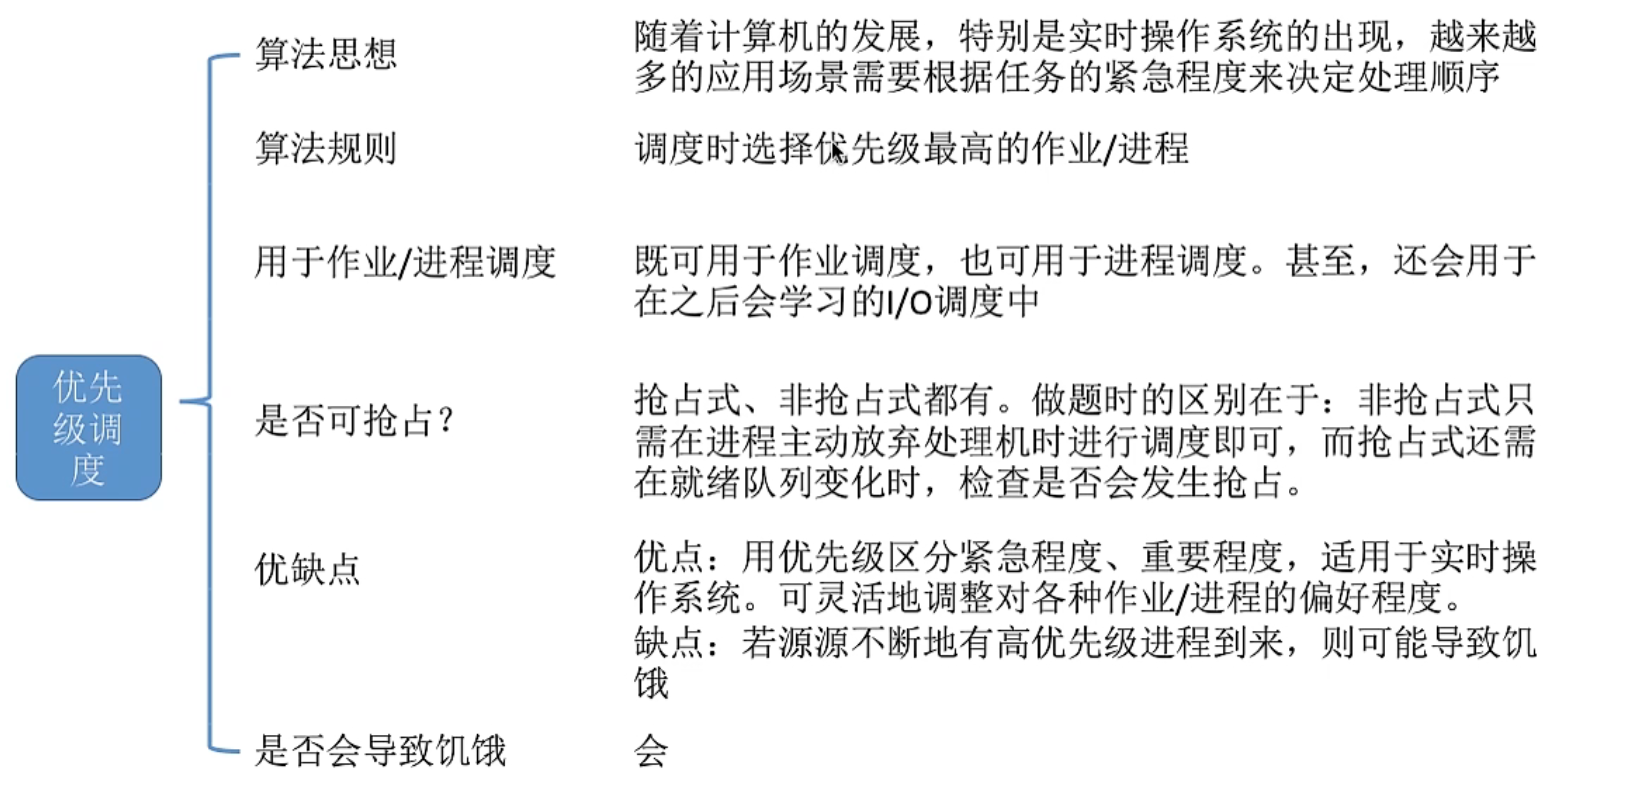 算法思想
随着计算机的发展，特别是实时操作系统的出现，越来越
多的应用场景需要根据任务的紧急程度来决定处理顺序
算法规则
调度时选择优先级最高的作业/进程
用于作业/进程调度
既可用于作业调度，也可用于进程调度。甚至，还会用于
在之后会学习的I/O调度中
优先
级调
度
是否可抢占？
抢占式、非抢占式都有。做题时的区别在于：非抢占式只
需在进程主动放弃处理机时进行调度即可，而抢占式还需
在就绪队列变化时，检查是否会发生抢占。
优缺点
优点：用优先级区分紧急程度、重要程度，适用于实时操
作系统。可灵活地调整对各种作业/进程的偏好程度。
缺点：若源源不断地有高优先级进程到来，则可能导致饥
饿
是否会导致饥饿
会